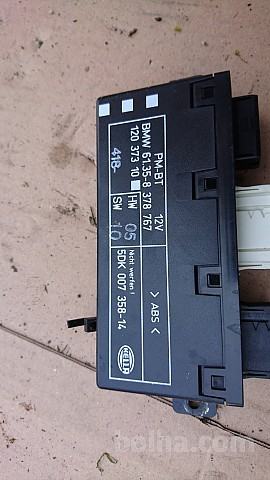 PM-BT 12V
BMW 61.35-8 378 767
120 373 10
418-
HW 05
SW 10
> ABS <
Nicht werfen !
5DK 007 358-14
HELLA
bolha.com